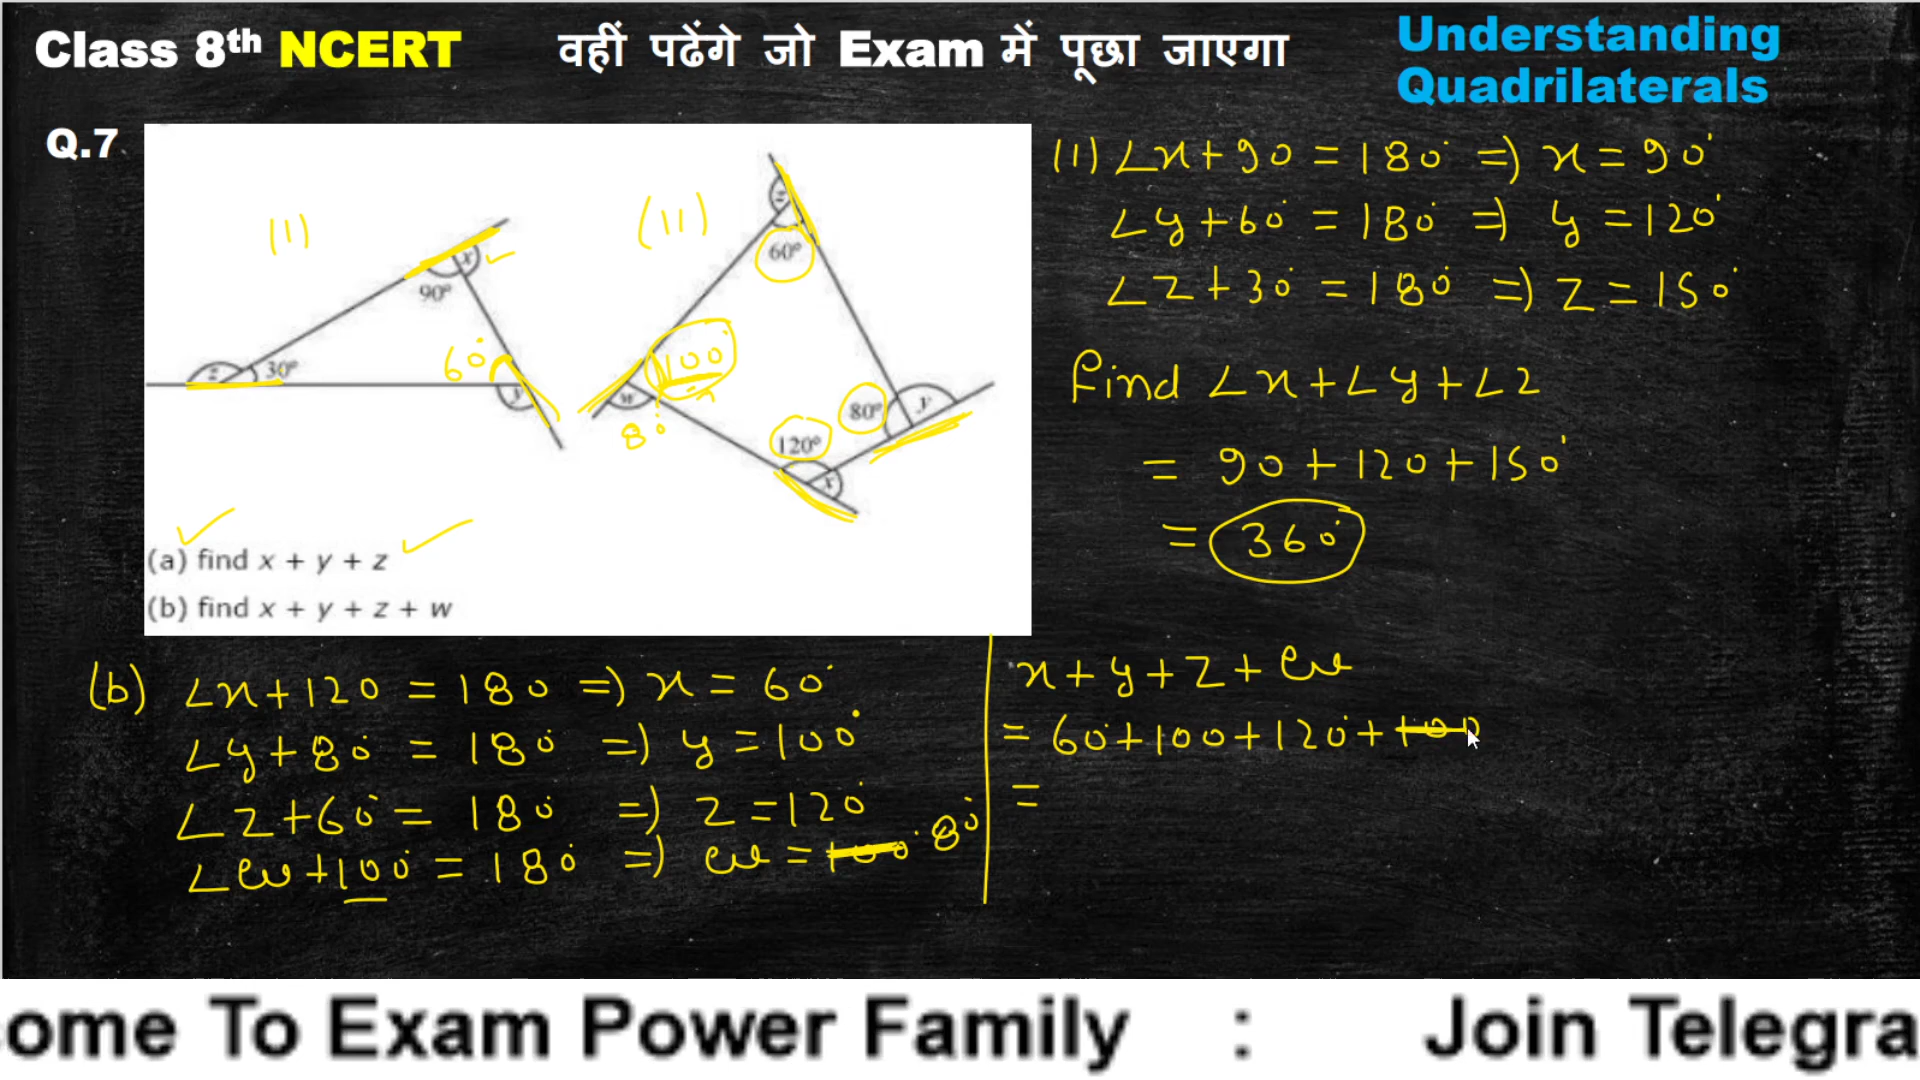 Class 8th NCERT वहीं पढेंगे जो Exam में पूछा जाएगा
Understanding
Quadrilaterals
Q.7
(I)
x
90°
z
30°
60°
y
(II)
z
60°
100°
w
80°
80°
y
120°
x
(a) find x + y + z
(b) find x + y + z + w
(I) ∠x + 90 = 180° ⇒ x = 90°
∠y + 60° = 180° ⇒ y = 120°
∠z + 30° = 180° ⇒ z = 150°
find ∠x + ∠y + ∠z
= 90 + 120 + 150°
= 360°
(b) ∠x + 120 = 180 ⇒ x = 60°
∠y + 80° = 180° ⇒ y = 100°
∠z + 60° = 180° ⇒ z = 120°
∠w + 100° = 180° ⇒ w = 100° 80°
x + y + z + w
= 60° + 100 + 120° + 100
=
ome To Exam Power Family : Join Telegra